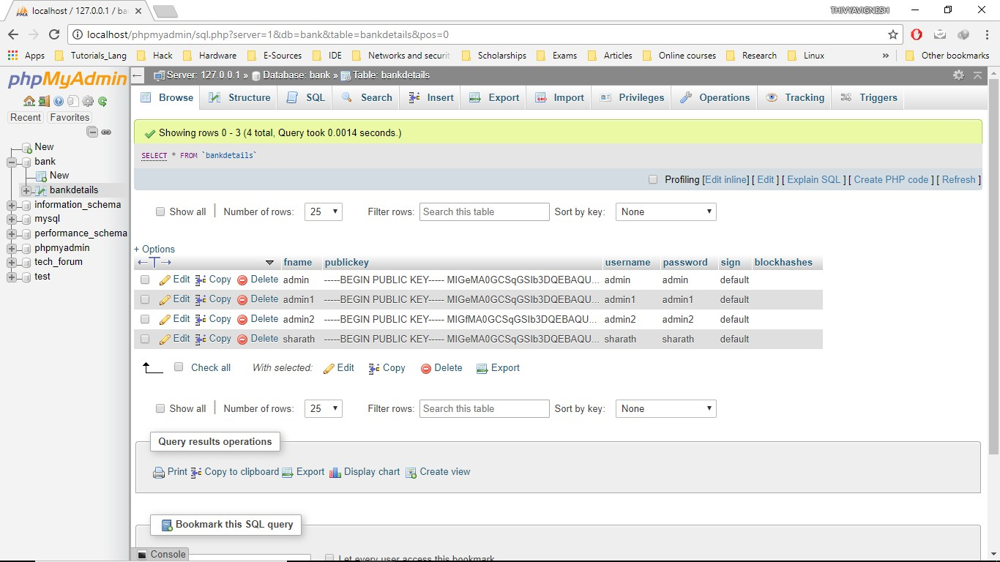 localhost / 127.0.0.1 / ba
THIVYAVIGNESH
localhost/phpmyadmin/sql.php?server=1&db=bank&table=bankdetails&pos=0
Apps Tutorials_Lang Hack Hardware E-Sources IDE Networks and securit Scholarships Exams Articles Online courses Research Linux » Other bookmarks
phpMyAdmin
Recent Favorites
New
bank
New
bankdetails
information_schema
mysql
performance_schema
phpmyadmin
tech_forum
test
Server: 127.0.0.1 » Database: bank » Table: bankdetails
Browse Structure SQL Search Insert Export Import Privileges Operations Tracking Triggers
Showing rows 0 - 3 (4 total, Query took 0.0014 seconds.)
SELECT * FROM `bankdetails`
Profiling [Edit inline] [ Edit ] [ Explain SQL ] [ Create PHP code ] [ Refresh ]
Show all | Number of rows: 25 Filter rows: Search this table Sort by key: None
+ Options
←T→ fname publickey username password sign blockhashes
Edit Copy Delete admin -----BEGIN PUBLIC KEY----- MIGeMA0GCSqGSIb3DQEBAQU... admin admin default
Edit Copy Delete admin1 -----BEGIN PUBLIC KEY----- MIGeMA0GCSqGSIb3DQEBAQU... admin1 admin1 default
Edit Copy Delete admin2 -----BEGIN PUBLIC KEY----- MIGfMA0GCSqGSIb3DQEBAQU... admin2 admin2 default
Edit Copy Delete sharath -----BEGIN PUBLIC KEY----- MIGeMA0GCSqGSIb3DQEBAQU... sharath sharath default
Check all With selected: Edit Copy Delete Export
Show all | Number of rows: 25 Filter rows: Search this table Sort by key: None
Query results operations
Print Copy to clipboard Export Display chart Create view
Bookmark this SQL query
Console
Let every user access this bookmark